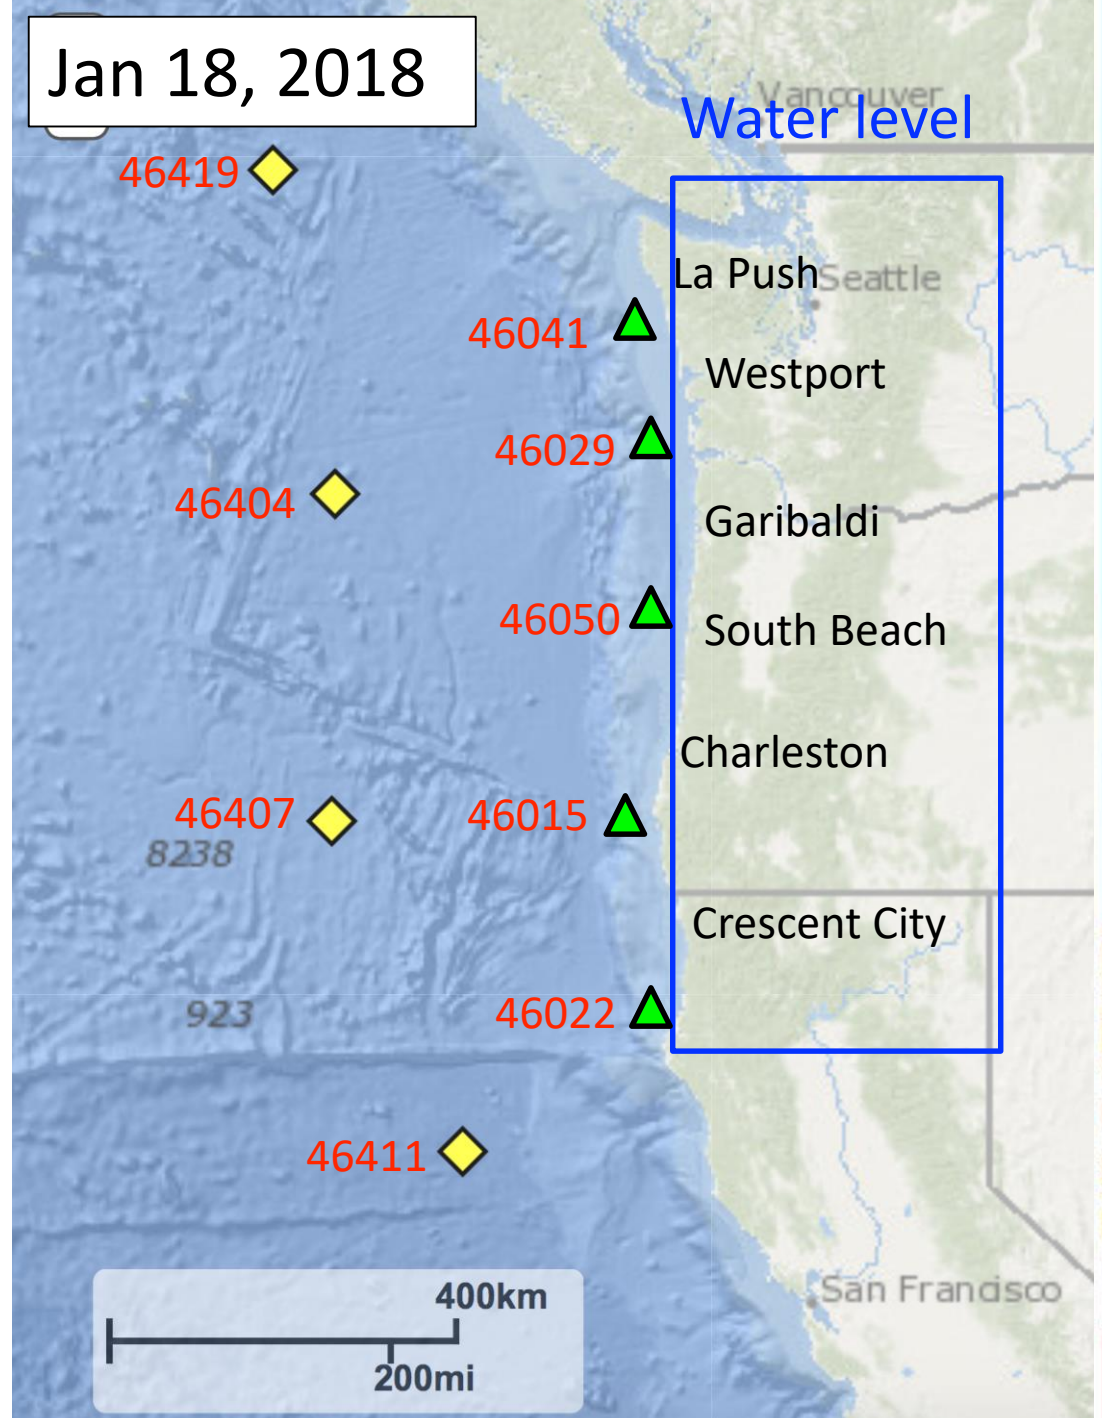 Jan 18, 2018
Vancouver
Water level
46419
La Push
Seattle
46041
Westport
46029
46404
Garibaldi
46050
South Beach
Charleston
46407
46015
8238
Crescent City
923
46022
46411
San Francisco
400km
200mi